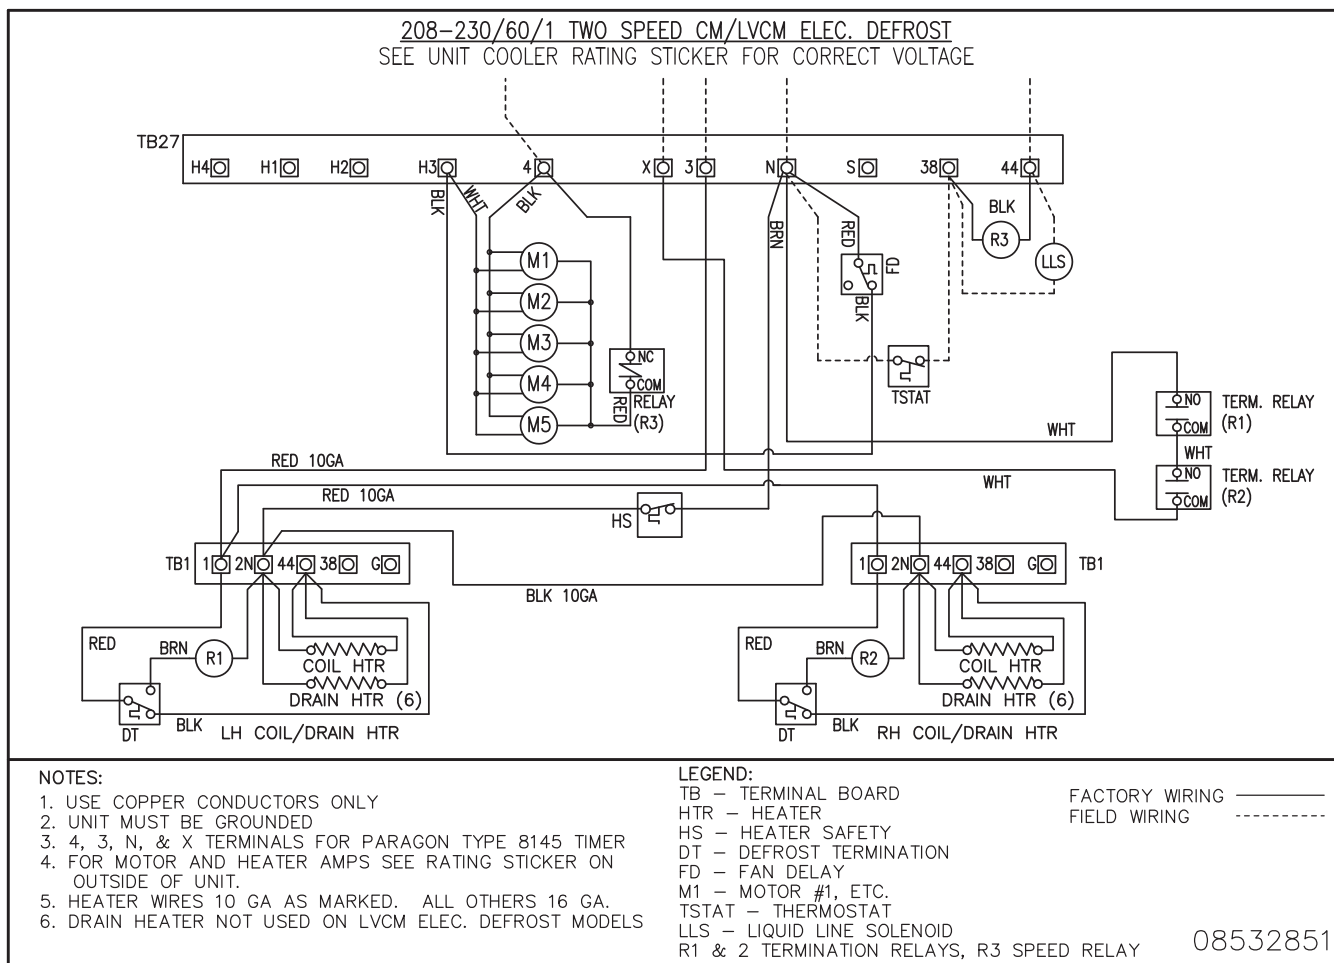 208-230/60/1 TWO SPEED CM/LVCM ELEC. DEFROST
SEE UNIT COOLER RATING STICKER FOR CORRECT VOLTAGE
TB27
H4 H1 H2 H3 4 X 3 N S 38 44
BLK WHT BLK BRN RED BLK
R3
FD
LLS
M1
BLK
M2
M3
NC
M4
COM
TSTAT
RED
RELAY
(R3)
M5
NO TERM. RELAY
COM (R1)
WHT
WHT
RED 10GA
NO TERM. RELAY
COM (R2)
WHT
RED 10GA
HS
TB1 1 2N 44 38 G
1 2N 44 38 G TB1
BLK 10GA
RED BRN R1
COIL HTR
DRAIN HTR (6)
DT BLK LH COIL/DRAIN HTR
RED BRN R2
COIL HTR
DRAIN HTR (6)
DT BLK RH COIL/DRAIN HTR
NOTES:
1. USE COPPER CONDUCTORS ONLY
2. UNIT MUST BE GROUNDED
3. 4, 3, N, & X TERMINALS FOR PARAGON TYPE 8145 TIMER
4. FOR MOTOR AND HEATER AMPS SEE RATING STICKER ON
OUTSIDE OF UNIT.
5. HEATER WIRES 10 GA AS MARKED. ALL OTHERS 16 GA.
6. DRAIN HEATER NOT USED ON LVCM ELEC. DEFROST MODELS
LEGEND:
TB - TERMINAL BOARD
HTR - HEATER
HS - HEATER SAFETY
DT - DEFROST TERMINATION
FD - FAN DELAY
M1 - MOTOR #1, ETC.
TSTAT - THERMOSTAT
LLS - LIQUID LINE SOLENOID
R1 & 2 TERMINATION RELAYS, R3 SPEED RELAY
FACTORY WIRING
FIELD WIRING
08532851